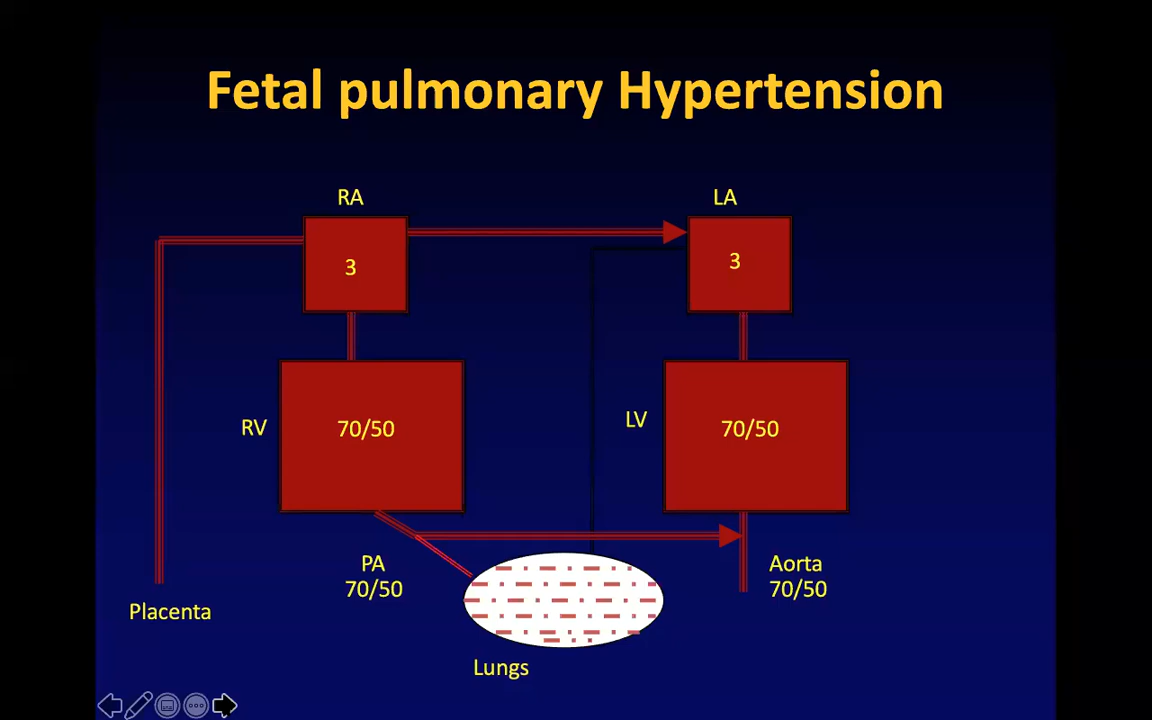 Fetal pulmonary Hypertension
RA
LA
3
3
RV
70/50
LV
70/50
PA
70/50
Aorta
70/50
Placenta
Lungs